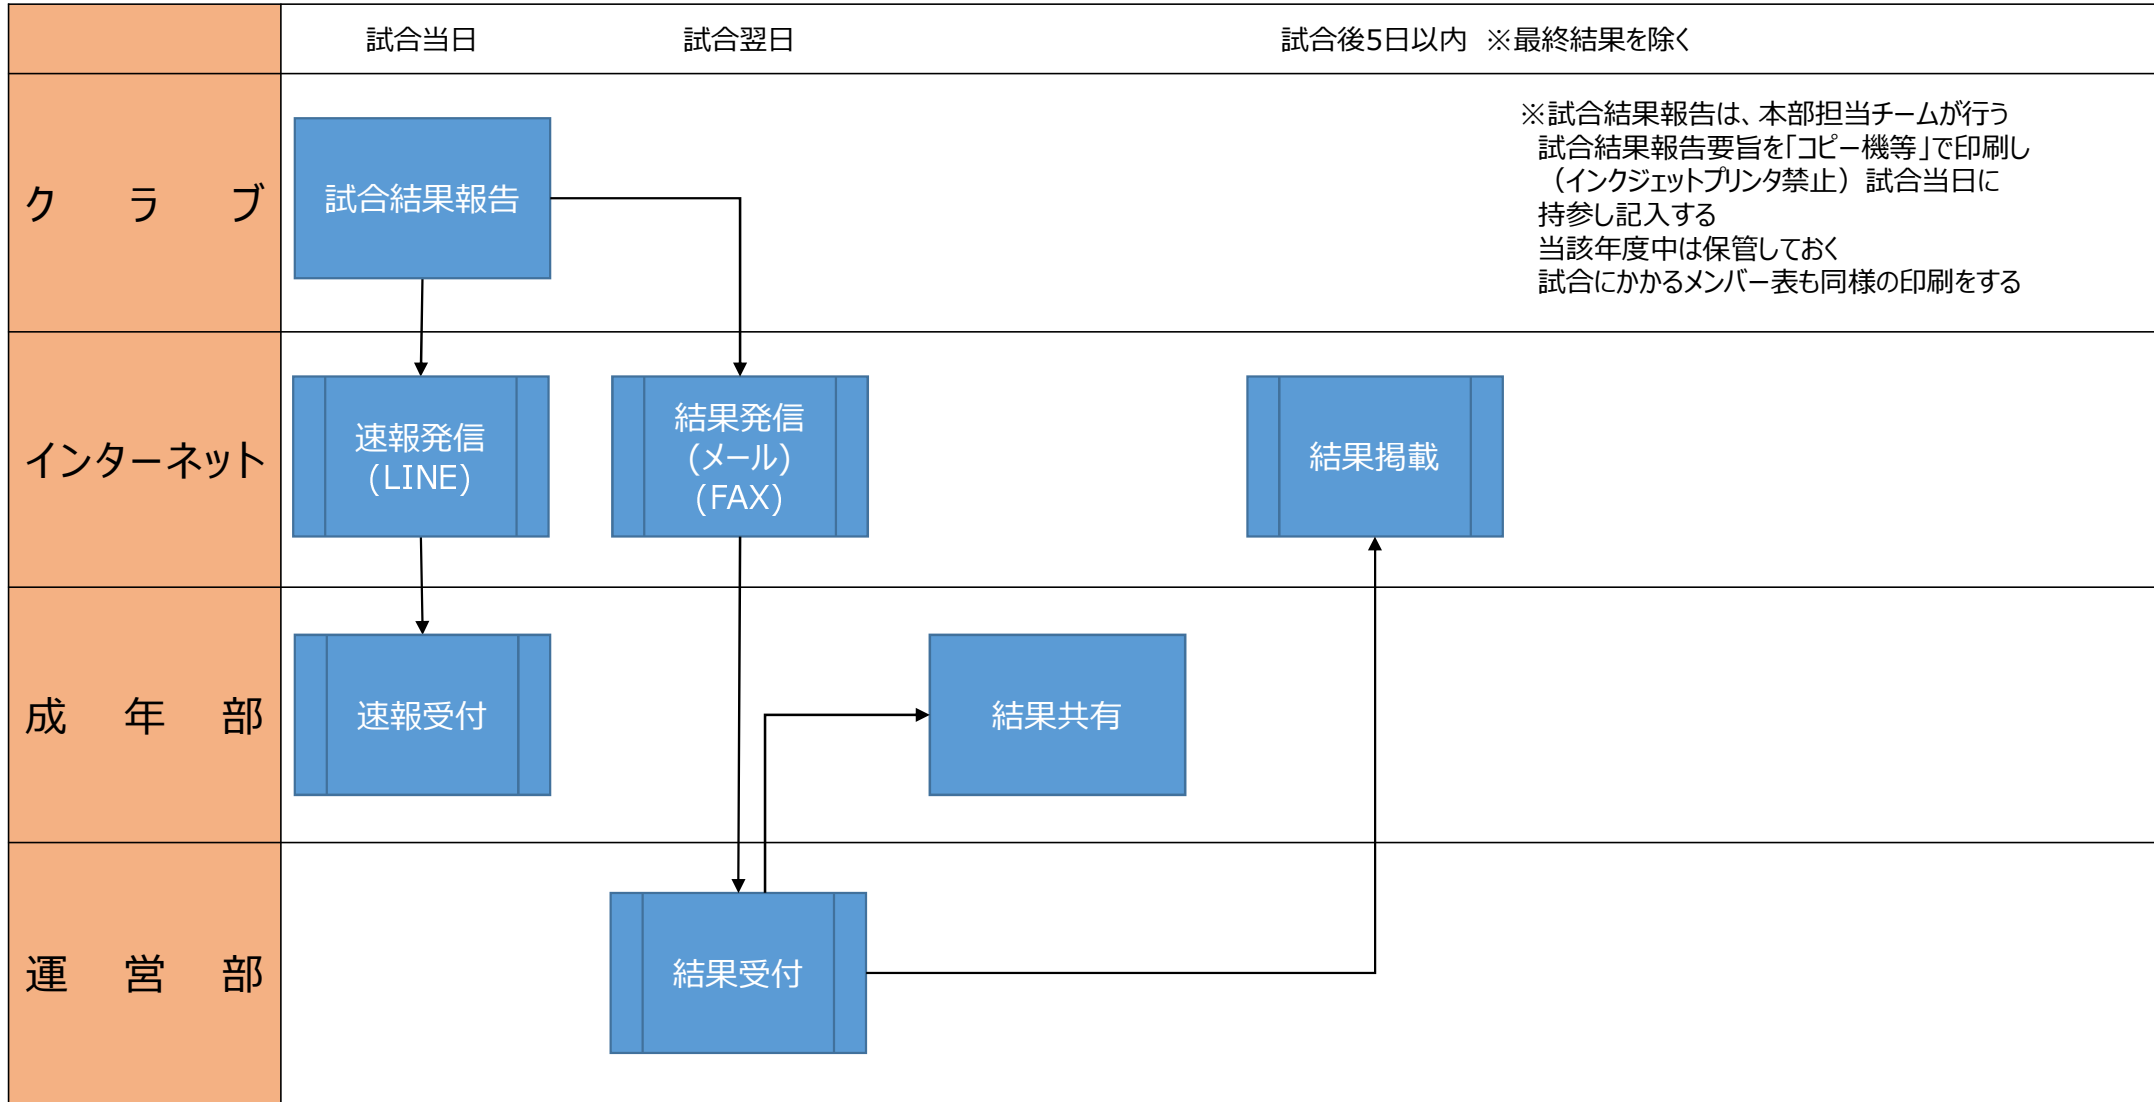 試合当日
試合翌日
試合後5日以内 ※最終結果を除く
クラブ
試合結果報告
※試合結果報告は、本部担当チームが行う
試合結果報告要旨を「コピー機等」で印刷し
（インクジェットプリンタ禁止）試合当日に
持参し記入する
当該年度中は保管しておく
試合にかかるメンバー表も同様の印刷をする
インターネット
速報発信
(LINE)
結果発信
(メール)
(FAX)
結果掲載
成年部
速報受付
結果共有
運営部
結果受付